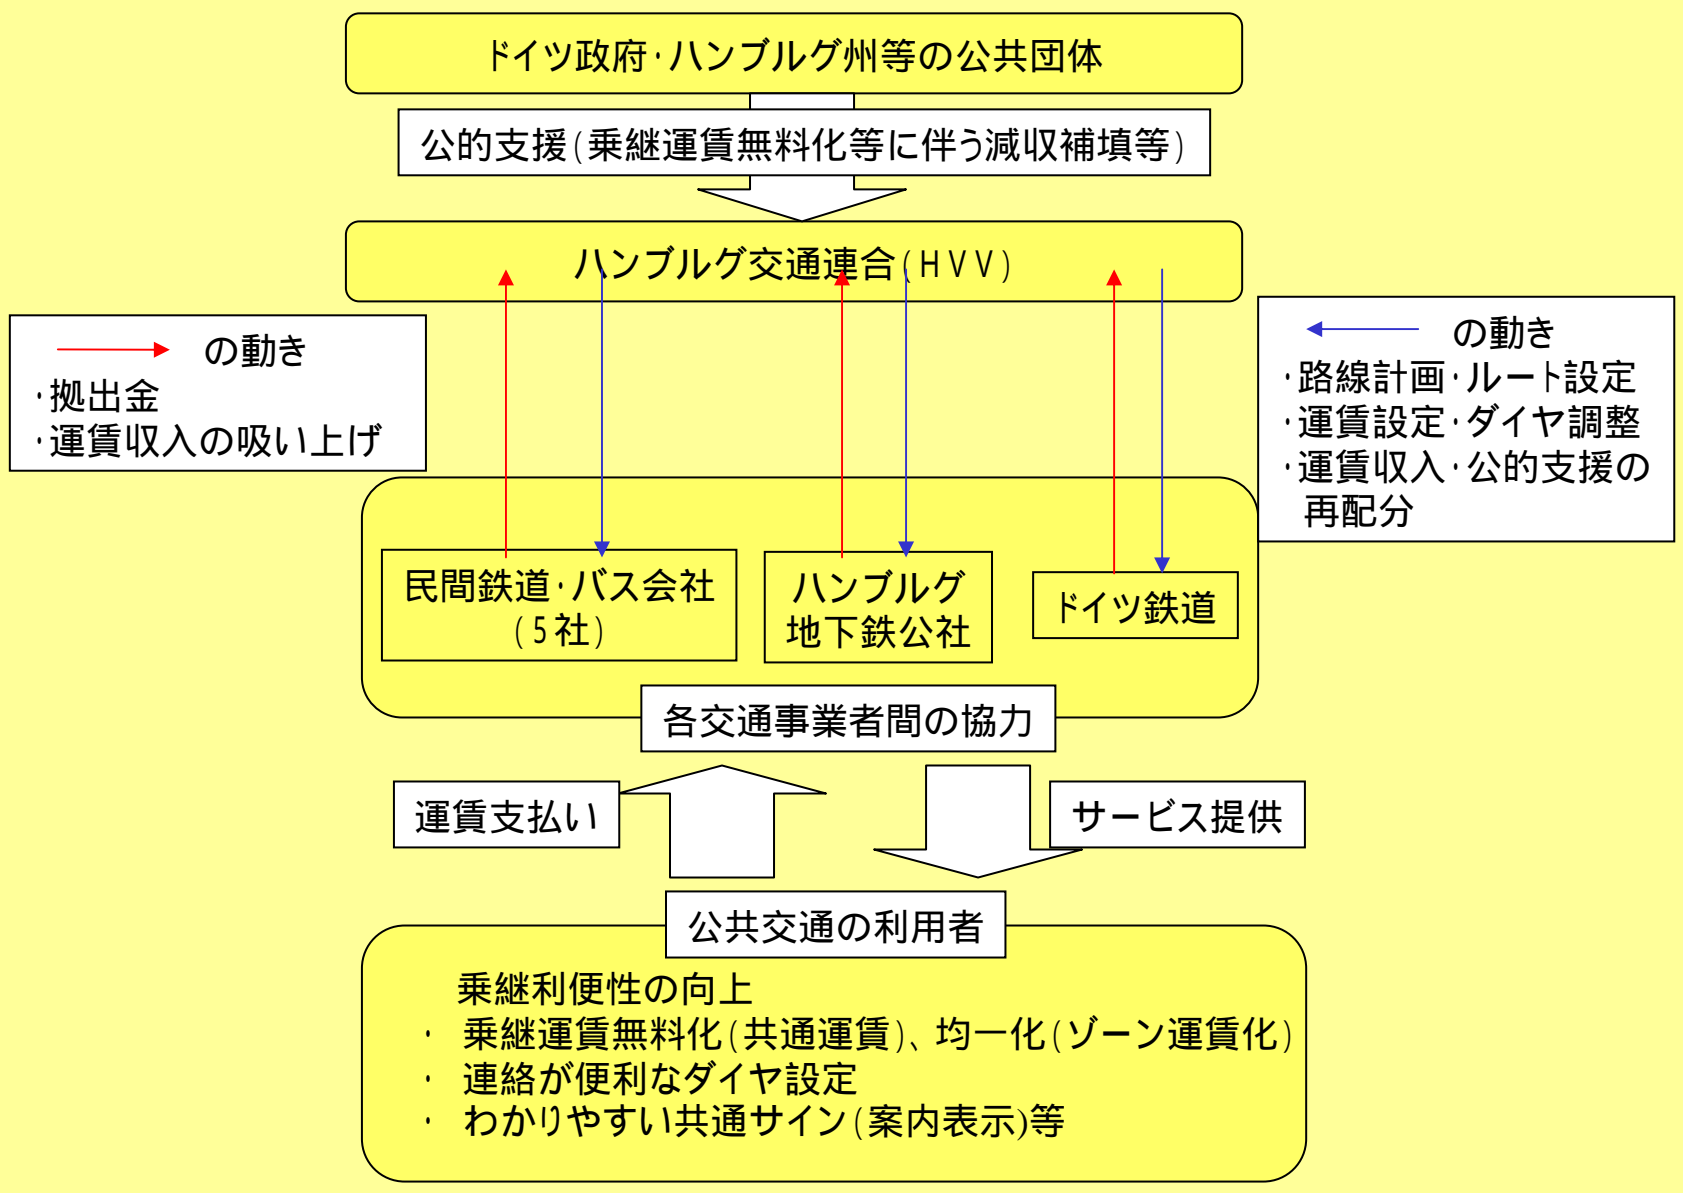 ドイツ政府・ハンブルグ州等の公共団体
公的支援(乗継運賃無料化等に伴う減収補填等)
ハンブルグ交通連合(HVV)
の動き
・拠出金
・運賃収入の吸い上げ
の動き
・路線計画・ルート設定
・運賃設定・ダイヤ調整
・運賃収入・公的支援の
再配分
民間鉄道・バス会社
(5社)
ハンブルグ
地下鉄公社
ドイツ鉄道
各交通事業者間の協力
運賃支払い
サービス提供
公共交通の利用者
乗継利便性の向上
・ 乗継運賃無料化(共通運賃)、均一化(ゾーン運賃化)
・ 連絡が便利なダイヤ設定
・ わかりやすい共通サイン(案内表示)等